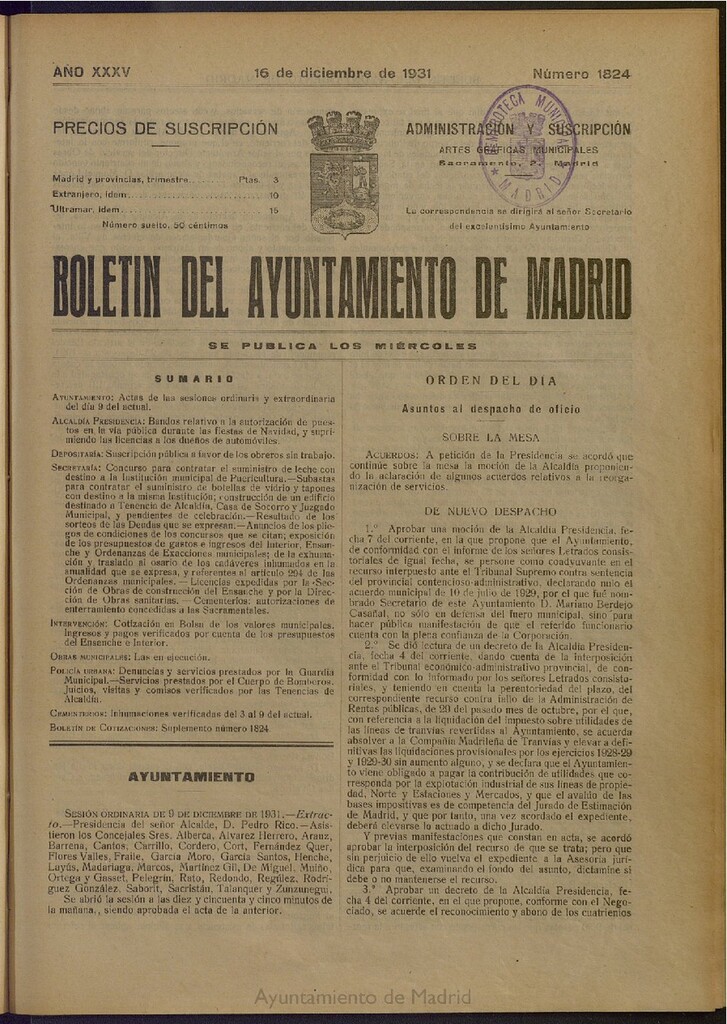 AÑO XXXV
16 de diciembre de 1931
Número 1824
PRECIOS DE SUSCRIPCIÓN
Madrid y provincias, trimestre...... Ptas. 3
Extranjero, ídem.............................. 10
Ultramar, ídem................................. 15
Número suelto, 50 céntimos
ADMINISTRACIÓN Y SUSCRIPCIÓN
ARTES GRÁFICAS MUNICIPALES
Sacramento, 2. Madrid
La correspondencia se dirigirá al señor Secretario
del excelentísimo Ayuntamiento
HEMEROTECA MUNICIPAL
★ MADRID ★
BOLETIN DEL AYUNTAMIENTO DE MADRID
SE PUBLICA LOS MIÉRCOLES
SUMARIO
AYUNTAMIENTO: Actas de las sesiones ordinaria y extraordinaria
del día 9 del actual.
ALCALDÍA PRESIDENCIA: Bandos relativo a la autorización de pues-
tos en la vía pública durante las fiestas de Navidad, y supri-
miendo las licencias a los dueños de automóviles.
DEPOSITARÍA: Suscripción pública a favor de los obreros sin trabajo.
SECRETARÍA: Concurso para contratar el suministro de leche con
destino a la Institución municipal de Puericultura.—Subastas
para contratar el suministro de botellas de vidrio y tapones
con destino a la misma Institución; construcción de un edificio
destinado a Tenencia de Alcaldía, Casa de Socorro y Juzgado
Municipal, y pendientes de celebración.—Resultado de los
sorteos de las Deudas que se expresan.—Anuncios de los plie-
gos de condiciones de los concursos que se citan; exposición
de los presupuestos de gastos e ingresos del Interior, Ensan-
che y Ordenanzas de Exacciones municipales; de la exhuma-
ción y traslado al osario de los cadáveres inhumados en la
anualidad que se expresa, y referentes al artículo 294 de las
Ordenanzas municipales.—Licencias expedidas por la Sec-
ción de Obras de construcción del Ensanche y por la Direc-
ción de Obras sanitarias.—Cementerios: autorizaciones de
enterramiento concedidas a las Sacramentales.
INTERVENCIÓN: Cotización en Bolsa de los valores municipales.
Ingresos y pagos verificados por cuenta de los presupuestos
del Ensanche e Interior.
OBRAS MUNICIPALES: Las en ejecución.
POLICÍA URBANA: Denuncias y servicios prestados por la Guardia
Municipal.—Servicios prestados por el Cuerpo de Bomberos.
Juicios, visitas y comisos verificados por las Tenencias de
Alcaldía.
CEMENTERIOS: Inhumaciones verificadas del 3 al 9 del actual.
BOLETÍN DE COTIZACIONES: Suplemento número 1824
AYUNTAMIENTO
SESIÓN ORDINARIA DE 9 DE DICIEMBRE DE 1931.—Extrac-
to.—Presidencia del señor Alcalde, D. Pedro Rico.—Asis-
tieron los Concejales Sres. Alberca, Alvarez Herrero, Arauz,
Barrena, Cantos, Carrillo, Cordero, Cort, Fernández Quer,
Flores Valles, Fraile, García Moro, García Santos, Henche,
Layús, Madariaga, Marcos, Martínez Gil, De Miguel, Muiño,
Ortega y Gasset, Pelegrín, Rato, Redondo, Regúlez, Rodrí-
guez González, Saborit, Sacristán, Talanquer y Zunzunegui.
Se abrió la sesión a las diez y cincuenta y cinco minutos de
la mañana, siendo aprobada el acta de la anterior.
ORDEN DEL DÍA
Asuntos al despacho de oficio
SOBRE LA MESA
ACUERDOS: A petición de la Presidencia se acordó que
continúe sobre la mesa la moción de la Alcaldía proponien-
do la aclaración de algunos acuerdos relativos a la reorga-
nización de servicios.
DE NUEVO DESPACHO
1.º Aprobar una moción de la Alcaldía Presidencia, fe-
cha 7 del corriente, en la que propone que el Ayuntamiento,
de conformidad con el informe de los señores Letrados consis-
toriales de igual fecha, se persone como coadyuvante en el
recurso interpuesto ante el Tribunal Supremo contra sentencia
del provincial contencioso-administrativo, declarando nulo el
acuerdo municipal de 10 de julio de 1929, por el que fué nom-
brado Secretario de este Ayuntamiento D. Mariano Berdejo
Casañal, no sólo en defensa del fuero municipal, sino para
hacer pública manifestación de que el referido funcionario
cuenta con la plena confianza de la Corporación.
2.º Se dió lectura de un decreto de la Alcaldía Presiden-
cia, fecha 4 del corriente, dando cuenta de la interposición
ante el Tribunal económico-administrativo provincial, de con-
formidad con lo informado por los señores Letrados consisto-
riales, y teniendo en cuenta la perentoriedad del plazo, del
correspondiente recurso contra fallo de la Administración de
Rentas públicas, de 29 del pasado mes de octubre, por el que,
con referencia a la liquidación del impuesto sobre utilidades de
las líneas de tranvías revertidas al Ayuntamiento, se acuerda
absolver a la Compañía Madrileña de Tranvías y elevar a defi-
nitivas las liquidaciones provisionales por los ejercicios 1928-29
y 1929-30 sin aumento alguno, y se declara que el Ayuntamien-
to viene obligado a pagar la contribución de utilidades que co-
rresponda por la explotación industrial de sus líneas de propie-
dad, Norte y Estaciones y Mercados, y que el avalúo de las
bases impositivas es de competencia del Jurado de Estimación
de Madrid, y que por tanto, una vez acordado el expediente,
deberá elevarse lo actuado a dicho Jurado.
Y previas manifestaciones que constan en acta, se acordó
aprobar la interposición del recurso de que se trata; pero que
sin perjuicio de ello vuelva el expediente a la Asesoría jurídica
para que, examinando el fondo del asunto, dictamine si
debe o no mantenerse el recurso.
3.º Aprobar un decreto de la Alcaldía Presidencia, fe-
cha 4 del corriente, en el que propone, conforme con el Nego-
ciado, se acuerde el reconocimiento y abono de los cuatrienios
Ayuntamiento de Madrid